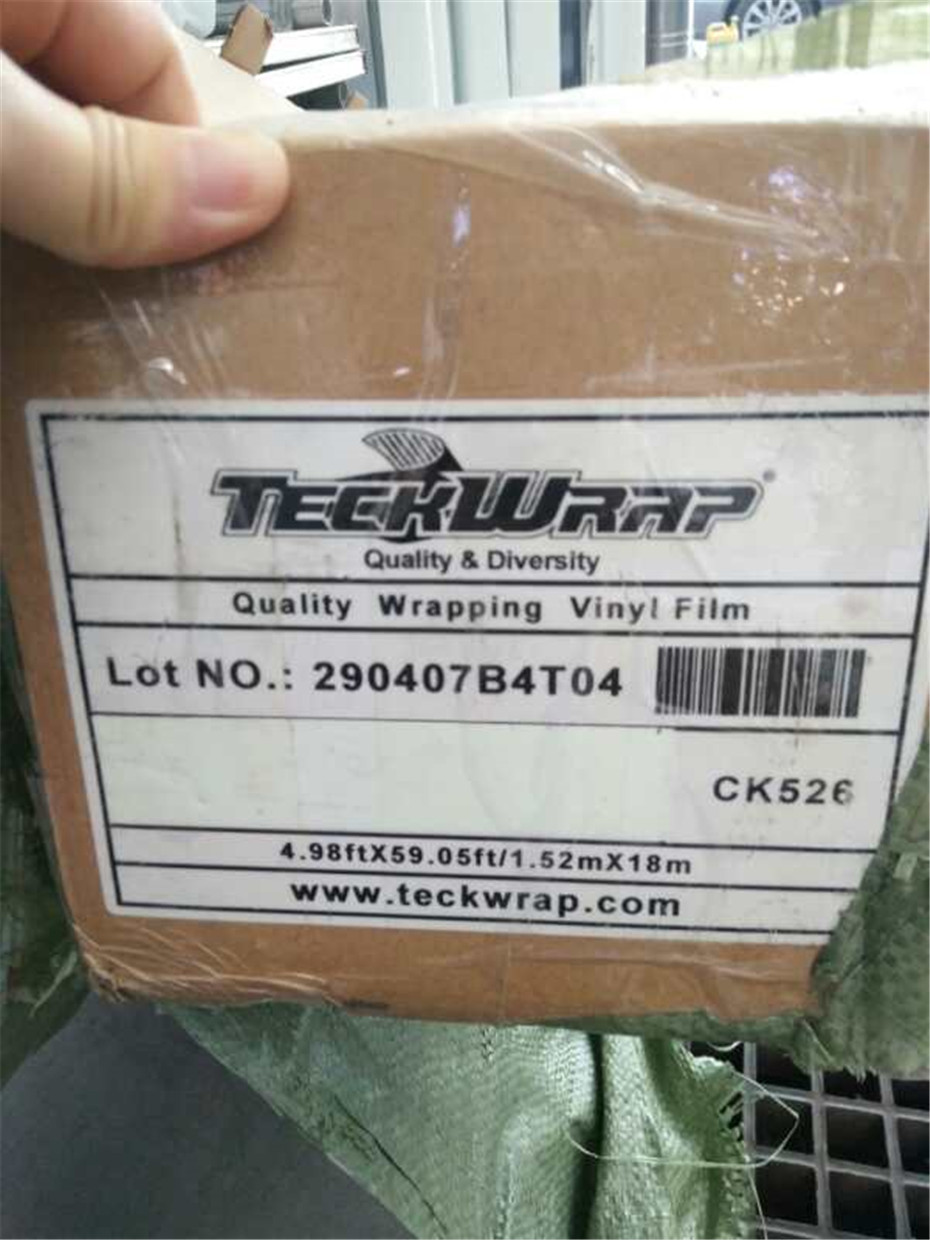 TECKWRAP®
Quality & Diversity
Quality Wrapping Vinyl Film
Lot NO.: 290407B4T04
CK526
4.98ftX59.05ft/1.52mX18m
www.teckwrap.com